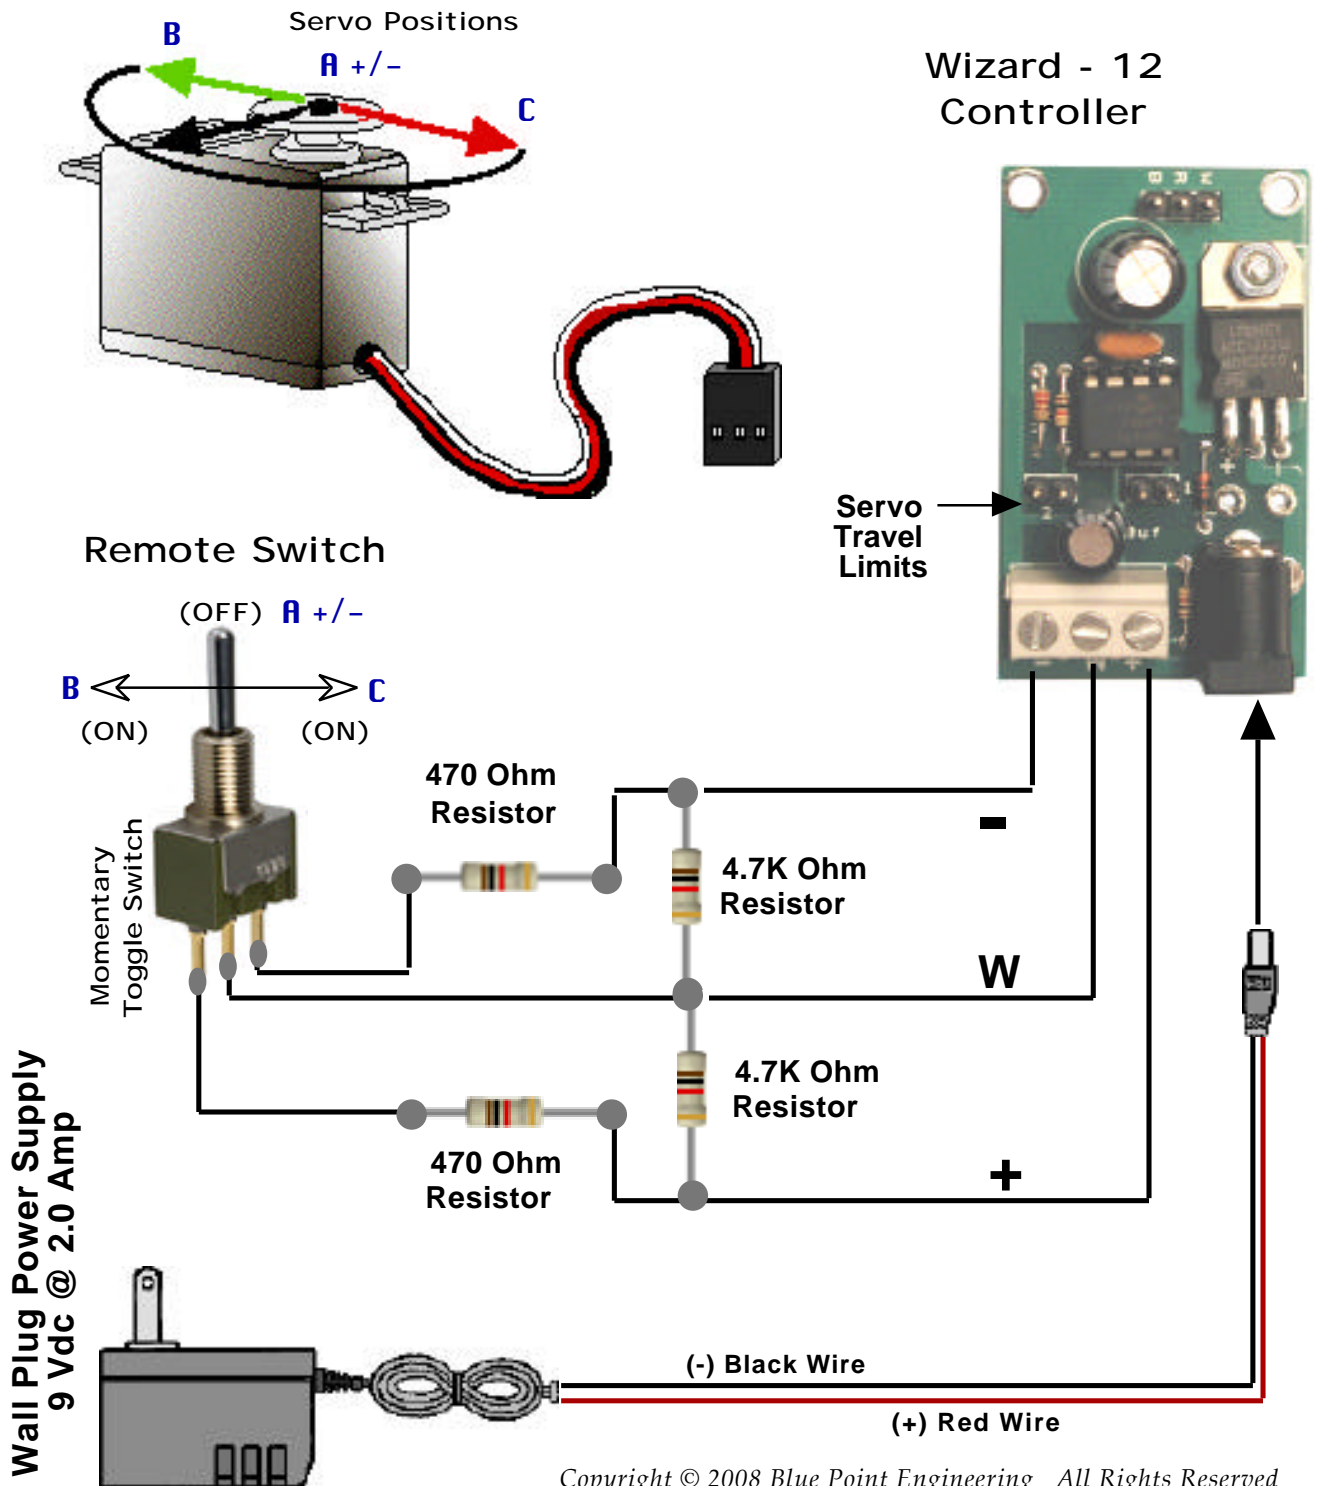 Servo Positions
B
A +/-
C
Wizard - 12
Controller
B R W
Servo
Travel
Limits
2
1
Remote Switch
(OFF) A +/-
B
C
(ON)
(ON)
Momentary
Toggle Switch
470 Ohm
Resistor
-
4.7K Ohm
Resistor
W
4.7K Ohm
Resistor
470 Ohm
Resistor
+
Wall Plug Power Supply
9 Vdc @ 2.0 Amp
(-) Black Wire
(+) Red Wire
Copyright © 2008 Blue Point Engineering All Rights Reserved